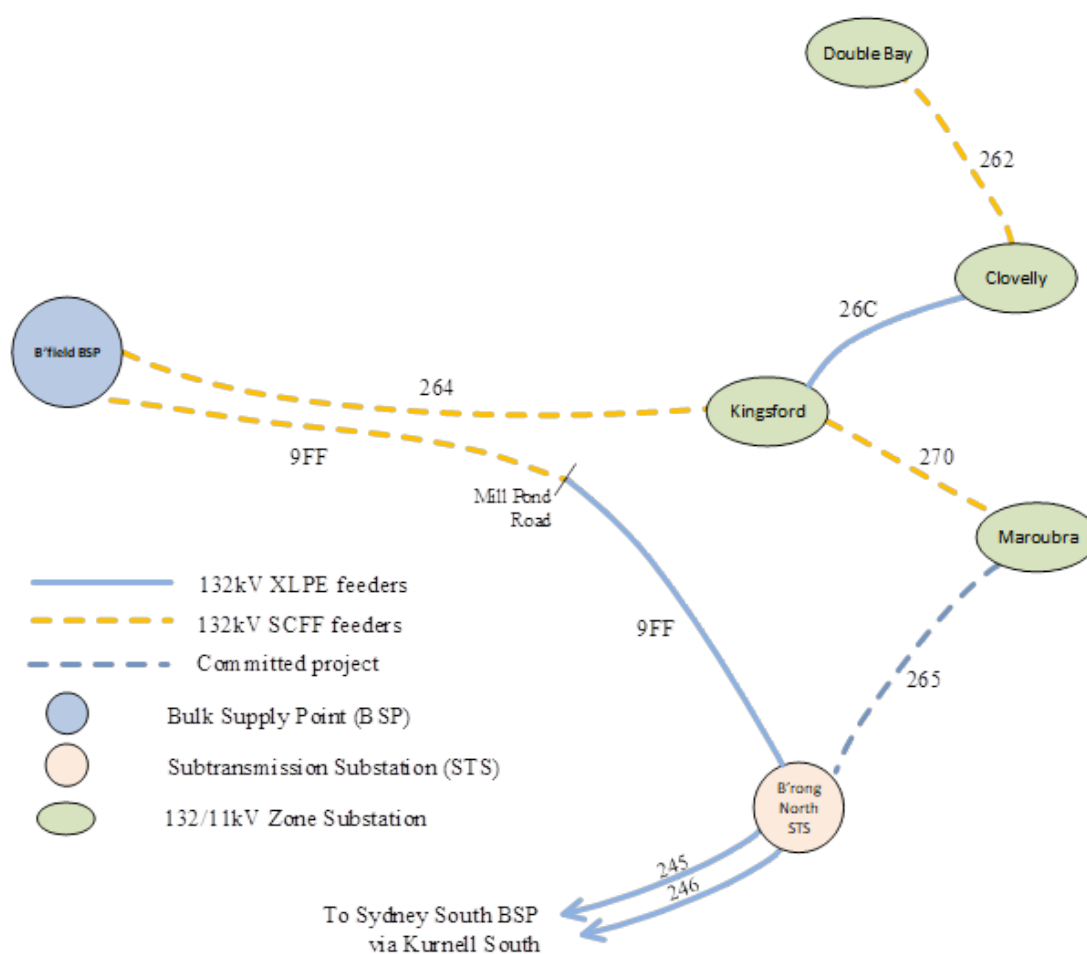 Double Bay
262
Clovelly
26C
B'field BSP
264
Kingsford
9FF
270
Mill Pond
Road
Maroubra
132kV XLPE feeders
132kV SCFF feeders
9FF
Committed project
265
Bulk Supply Point (BSP)
Subtransmission Substation (STS)
B'rong
North
STS
132/11kV Zone Substation
245
246
To Sydney South BSP
via Kurnell South